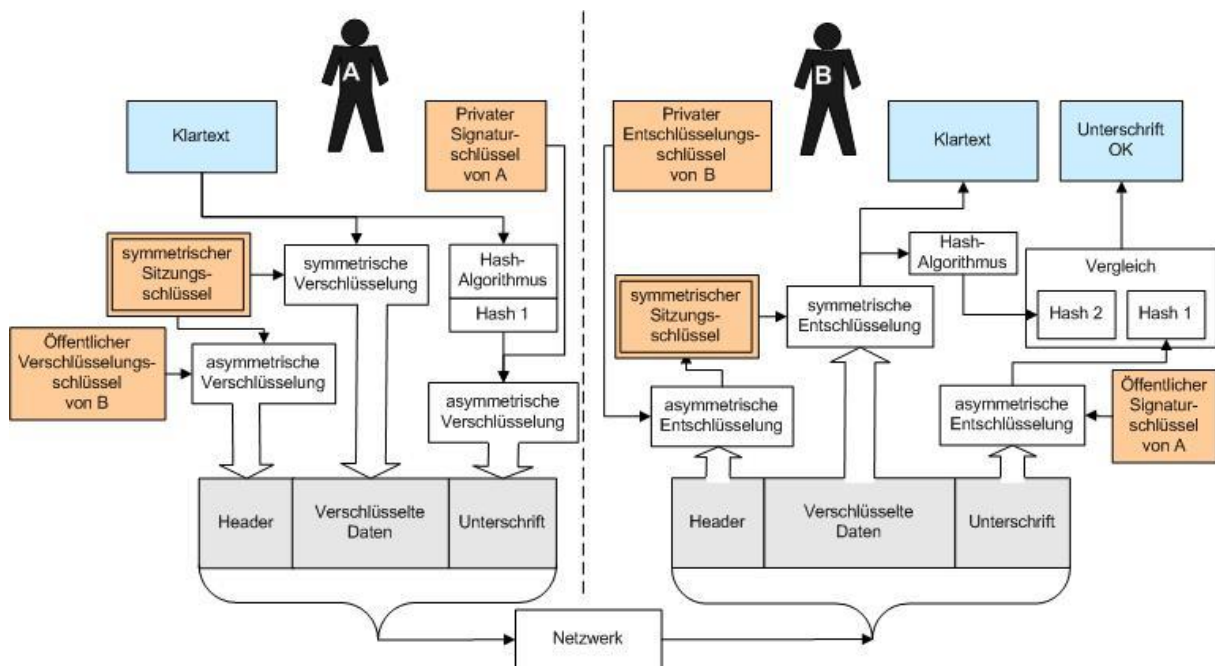 A
Klartext
Privater
Signatur-
schlüssel
von A
symmetrischer
Sitzungs-
schlüssel
symmetrische
Verschlüsselung
Hash-
Algorithmus
Hash 1
Öffentlicher
Verschlüsselungs-
schlüssel
von B
asymmetrische
Verschlüsselung
asymmetrische
Verschlüsselung
Header
Verschlüsselte
Daten
Unterschrift
Netzwerk
B
Privater
Entschlüsselungs-
schlüssel
von B
Klartext
Unterschrift
OK
symmetrischer
Sitzungs-
schlüssel
symmetrische
Entschlüsselung
Hash-
Algorithmus
Vergleich
Hash 2
Hash 1
asymmetrische
Entschlüsselung
asymmetrische
Entschlüsselung
Öffentlicher
Signatur-
schlüssel
von A
Header
Verschlüsselte
Daten
Unterschrift